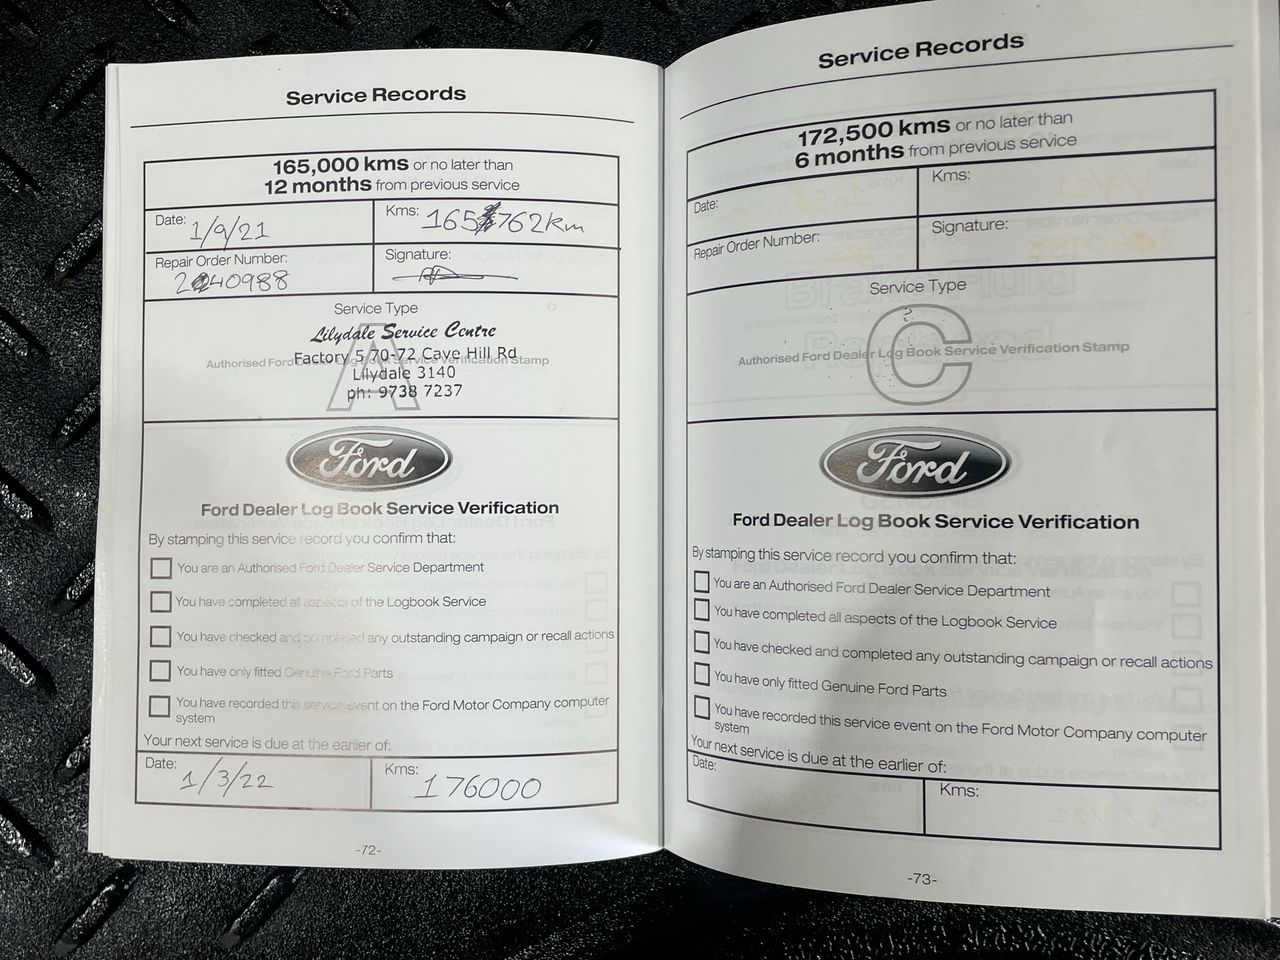 Service Records
165,000 kms or no later than
12 months from previous service
Date: 1/9/21
Kms: 165762km
Repair Order Number:
2240988
Signature:
Service Type
A
Lilydale Service Centre
Authorised Ford Dealer Log Book Service Verification Stamp
Factory 5 70-72 Cave Hill Rd
Lilydale 3140
ph: 9738 7237
Ford
Ford Dealer Log Book Service Verification
By stamping this service record you confirm that:
You are an Authorised Ford Dealer Service Department
You have completed all aspects of the Logbook Service
You have checked and completed any outstanding campaign or recall actions
You have only fitted Genuine Ford Parts
You have recorded this service event on the Ford Motor Company computer
system
Your next service is due at the earlier of:
Date: 1/3/22
Kms: 176000
-72-
Service Records
172,500 kms or no later than
6 months from previous service
Date:
Kms:
Repair Order Number:
Signature:
Service Type
C
Authorised Ford Dealer Log Book Service Verification Stamp
Ford
Ford Dealer Log Book Service Verification
By stamping this service record you confirm that:
You are an Authorised Ford Dealer Service Department
You have completed all aspects of the Logbook Service
You have checked and completed any outstanding campaign or recall actions
You have only fitted Genuine Ford Parts
You have recorded this service event on the Ford Motor Company computer
system
Your next service is due at the earlier of:
Date:
Kms:
-73-